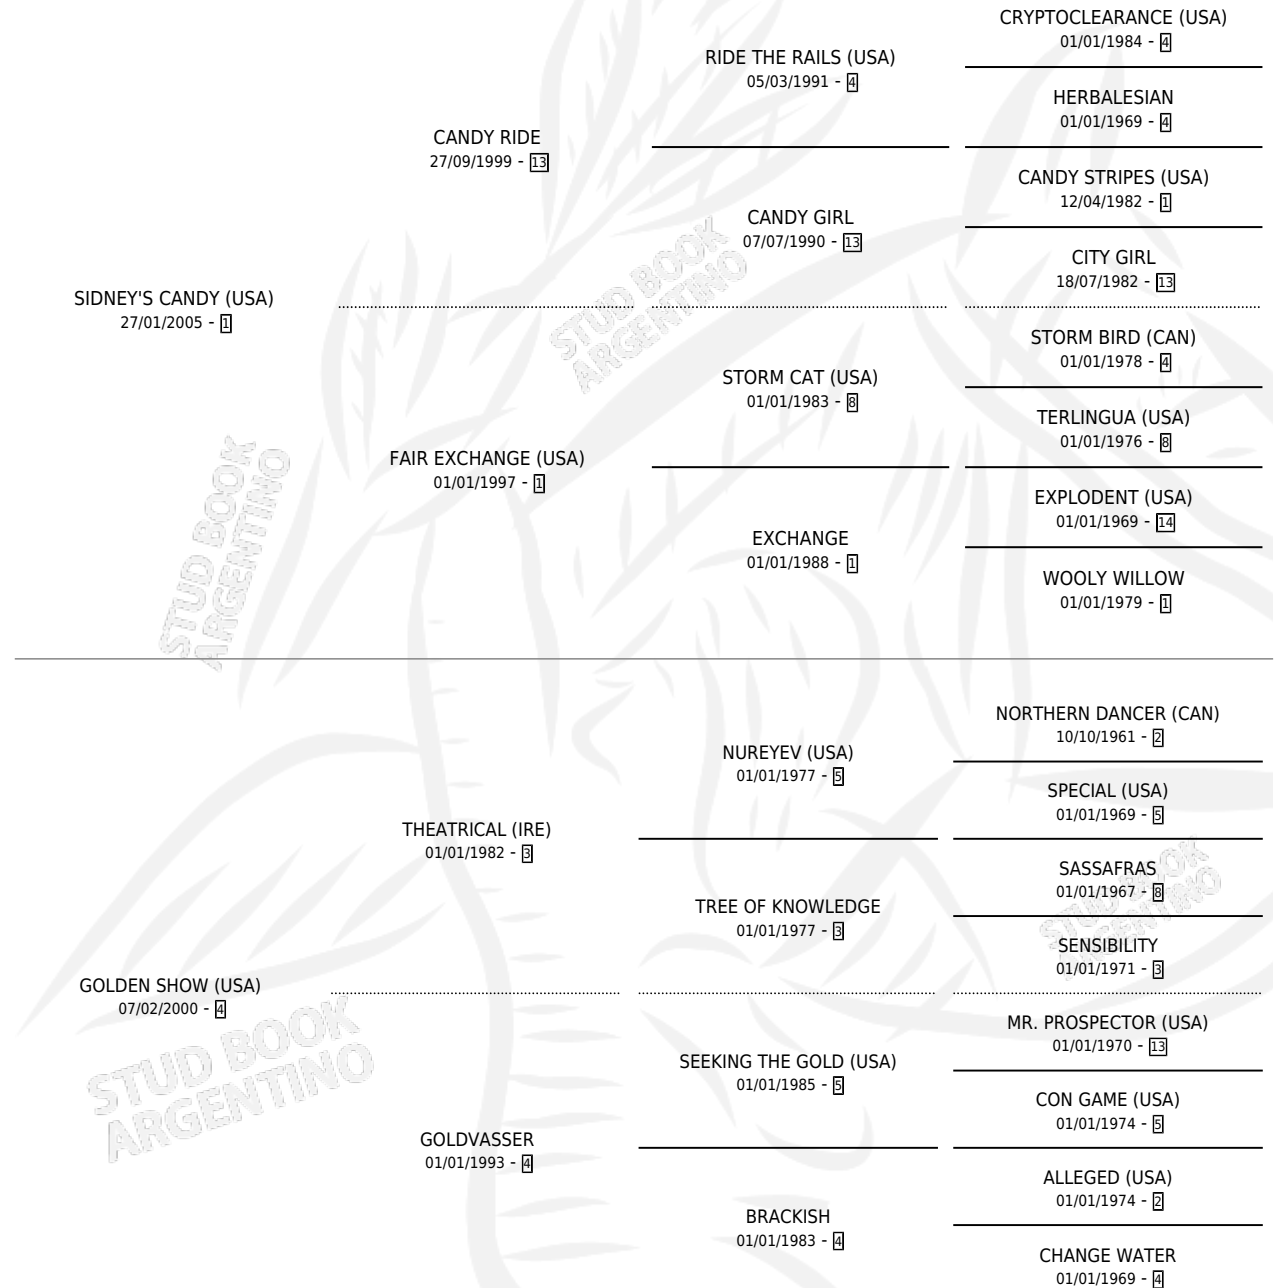 CRYPTOCLEARANCE (USA)
01/01/1984 - 4
RIDE THE RAILS (USA)
05/03/1991 - 4
HERBALESIAN
01/01/1969 - 4
CANDY RIDE
27/09/1999 - 13
CANDY STRIPES (USA)
12/04/1982 - 1
CANDY GIRL
07/07/1990 - 13
CITY GIRL
18/07/1982 - 13
SIDNEY'S CANDY (USA)
27/01/2005 - 1
STORM BIRD (CAN)
01/01/1978 - 4
STORM CAT (USA)
01/01/1983 - 8
TERLINGUA (USA)
01/01/1976 - 8
FAIR EXCHANGE (USA)
01/01/1997 - 1
EXPLODENT (USA)
01/01/1969 - 14
EXCHANGE
01/01/1988 - 1
WOOLY WILLOW
01/01/1979 - 1
NORTHERN DANCER (CAN)
10/10/1961 - 2
NUREYEV (USA)
01/01/1977 - 5
SPECIAL (USA)
01/01/1969 - 5
THEATRICAL (IRE)
01/01/1982 - 3
SASSAFRAS
01/01/1967 - 8
TREE OF KNOWLEDGE
01/01/1977 - 3
SENSIBILITY
01/01/1971 - 3
GOLDEN SHOW (USA)
07/02/2000 - 4
MR. PROSPECTOR (USA)
01/01/1970 - 13
SEEKING THE GOLD (USA)
01/01/1985 - 5
CON GAME (USA)
01/01/1974 - 5
GOLDVASSER
01/01/1993 - 4
ALLEGED (USA)
01/01/1974 - 2
BRACKISH
01/01/1983 - 4
CHANGE WATER
01/01/1969 - 4
STUD BOOK
ARGENTINO
STUD BOOK
ARGENTINO
STUD BOOK
ARGENTINO
STUD BOOK
ARGENTINO